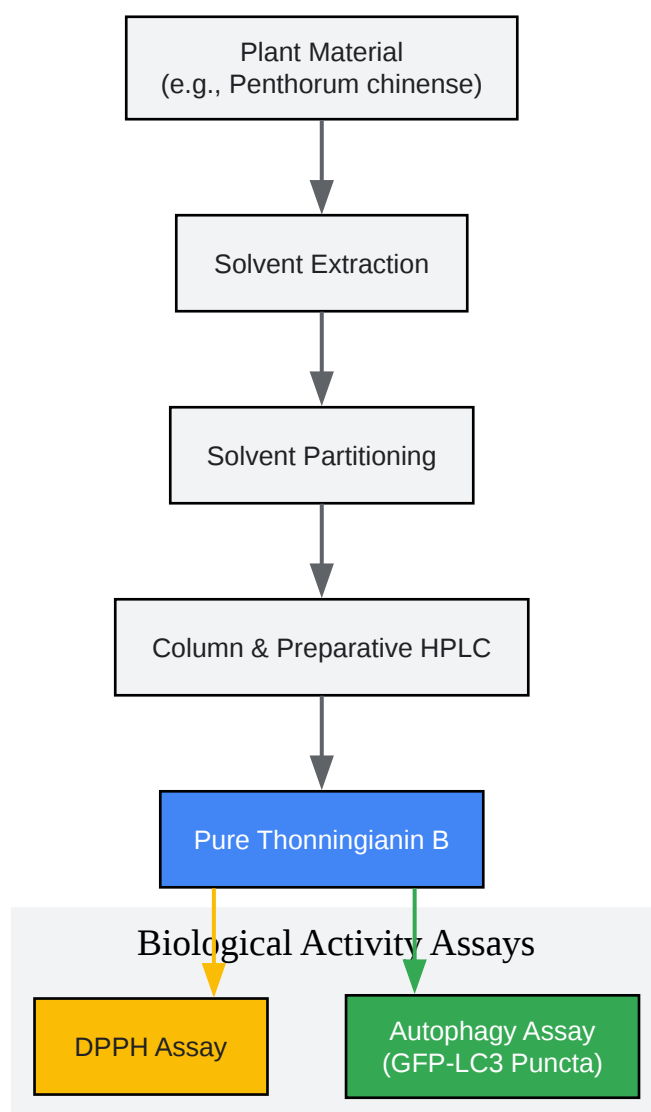 Plant Material
(e.g., Penthorum chinense)
Solvent Extraction
Solvent Partitioning
Column & Preparative HPLC
Pure Thonningianin B
Biological Activity Assays
DPPH Assay
Autophagy Assay
(GFP-LC3 Puncta)